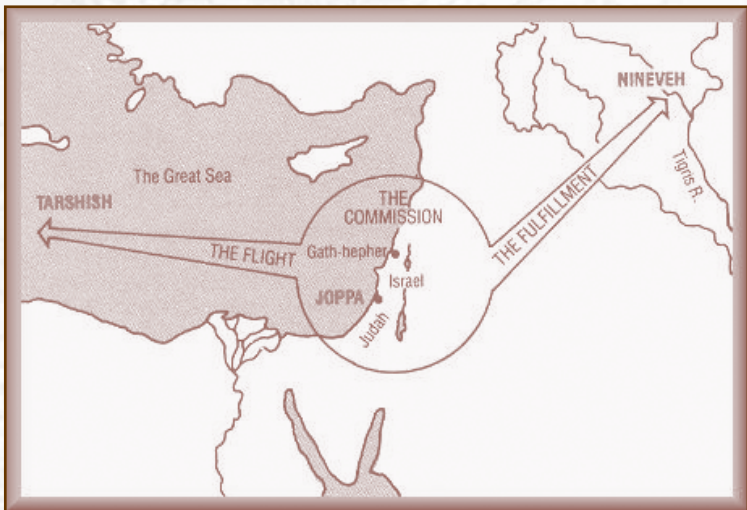 NINEVEH
The Great Sea
Tigris R.
TARSHISH
THE
COMMISSION
THE FULFILLMENT
THE FLIGHT
Gath-hepher
Israel
JOPPA
Judah